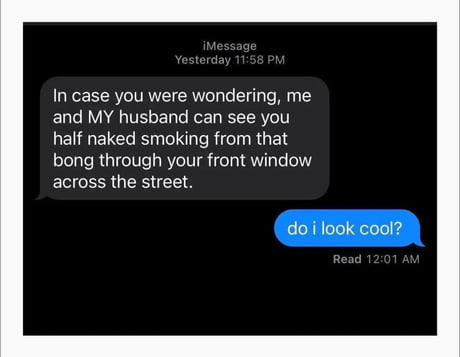 iMessage
Yesterday 11:58 PM
In case you were wondering, me
and MY husband can see you
half naked smoking from that
bong through your front window
across the street.
do i look cool?
Read 12:01 AM